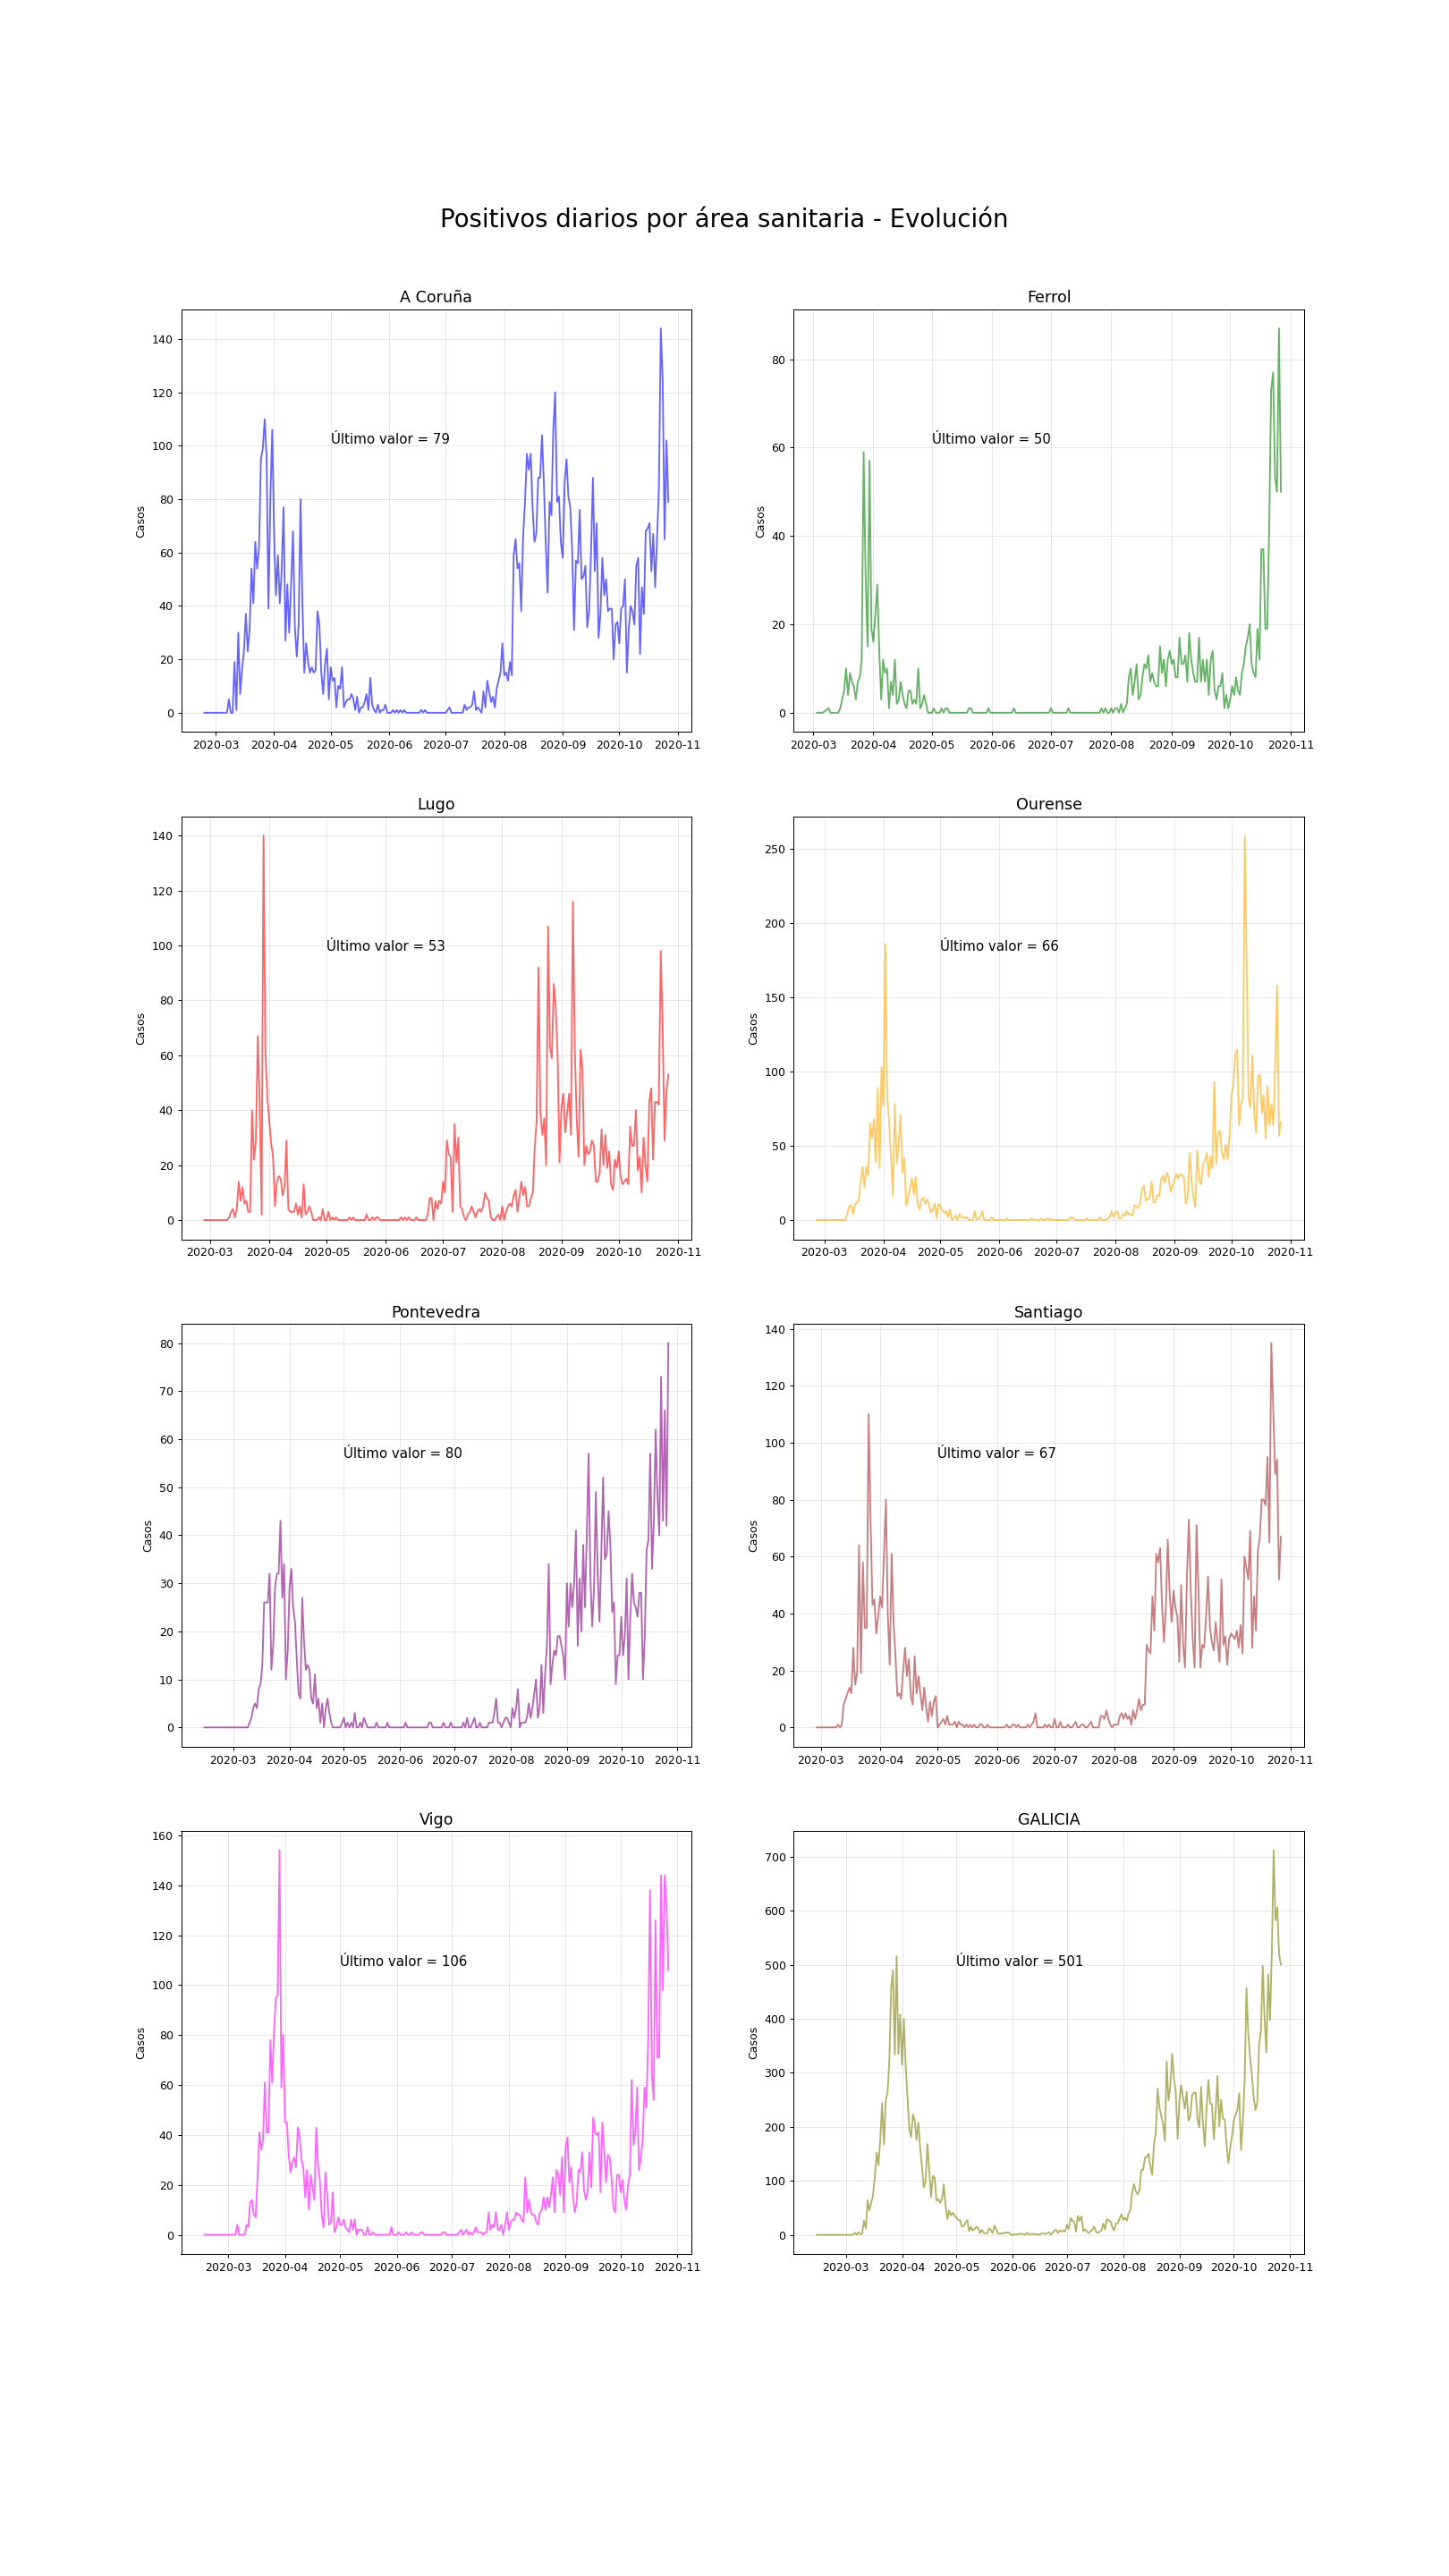 Positivos diarios por área sanitaria - Evolución
A Coruña
140
120
100
80
60
40
20
0
Casos
Último valor = 79
2020-03 2020-04 2020-05 2020-06 2020-07 2020-08 2020-09 2020-10 2020-11
Ferrol
80
60
40
20
0
Casos
Último valor = 50
2020-03 2020-04 2020-05 2020-06 2020-07 2020-08 2020-09 2020-10 2020-11
Lugo
140
120
100
80
60
40
20
0
Casos
Último valor = 53
2020-03 2020-04 2020-05 2020-06 2020-07 2020-08 2020-09 2020-10 2020-11
Ourense
250
200
150
100
50
0
Casos
Último valor = 66
2020-03 2020-04 2020-05 2020-06 2020-07 2020-08 2020-09 2020-10 2020-11
Pontevedra
80
70
60
50
40
30
20
10
0
Casos
Último valor = 80
2020-03 2020-04 2020-05 2020-06 2020-07 2020-08 2020-09 2020-10 2020-11
Santiago
140
120
100
80
60
40
20
0
Casos
Último valor = 67
2020-03 2020-04 2020-05 2020-06 2020-07 2020-08 2020-09 2020-10 2020-11
Vigo
160
140
120
100
80
60
40
20
0
Casos
Último valor = 106
2020-03 2020-04 2020-05 2020-06 2020-07 2020-08 2020-09 2020-10 2020-11
GALICIA
700
600
500
400
300
200
100
0
Casos
Último valor = 501
2020-03 2020-04 2020-05 2020-06 2020-07 2020-08 2020-09 2020-10 2020-11